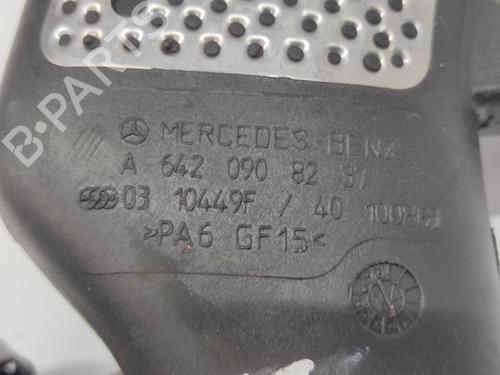 B-PARTS
MERCEDES-BENZ
A 642 090 82 37
03 10449F / 40
>PA6 GF15<